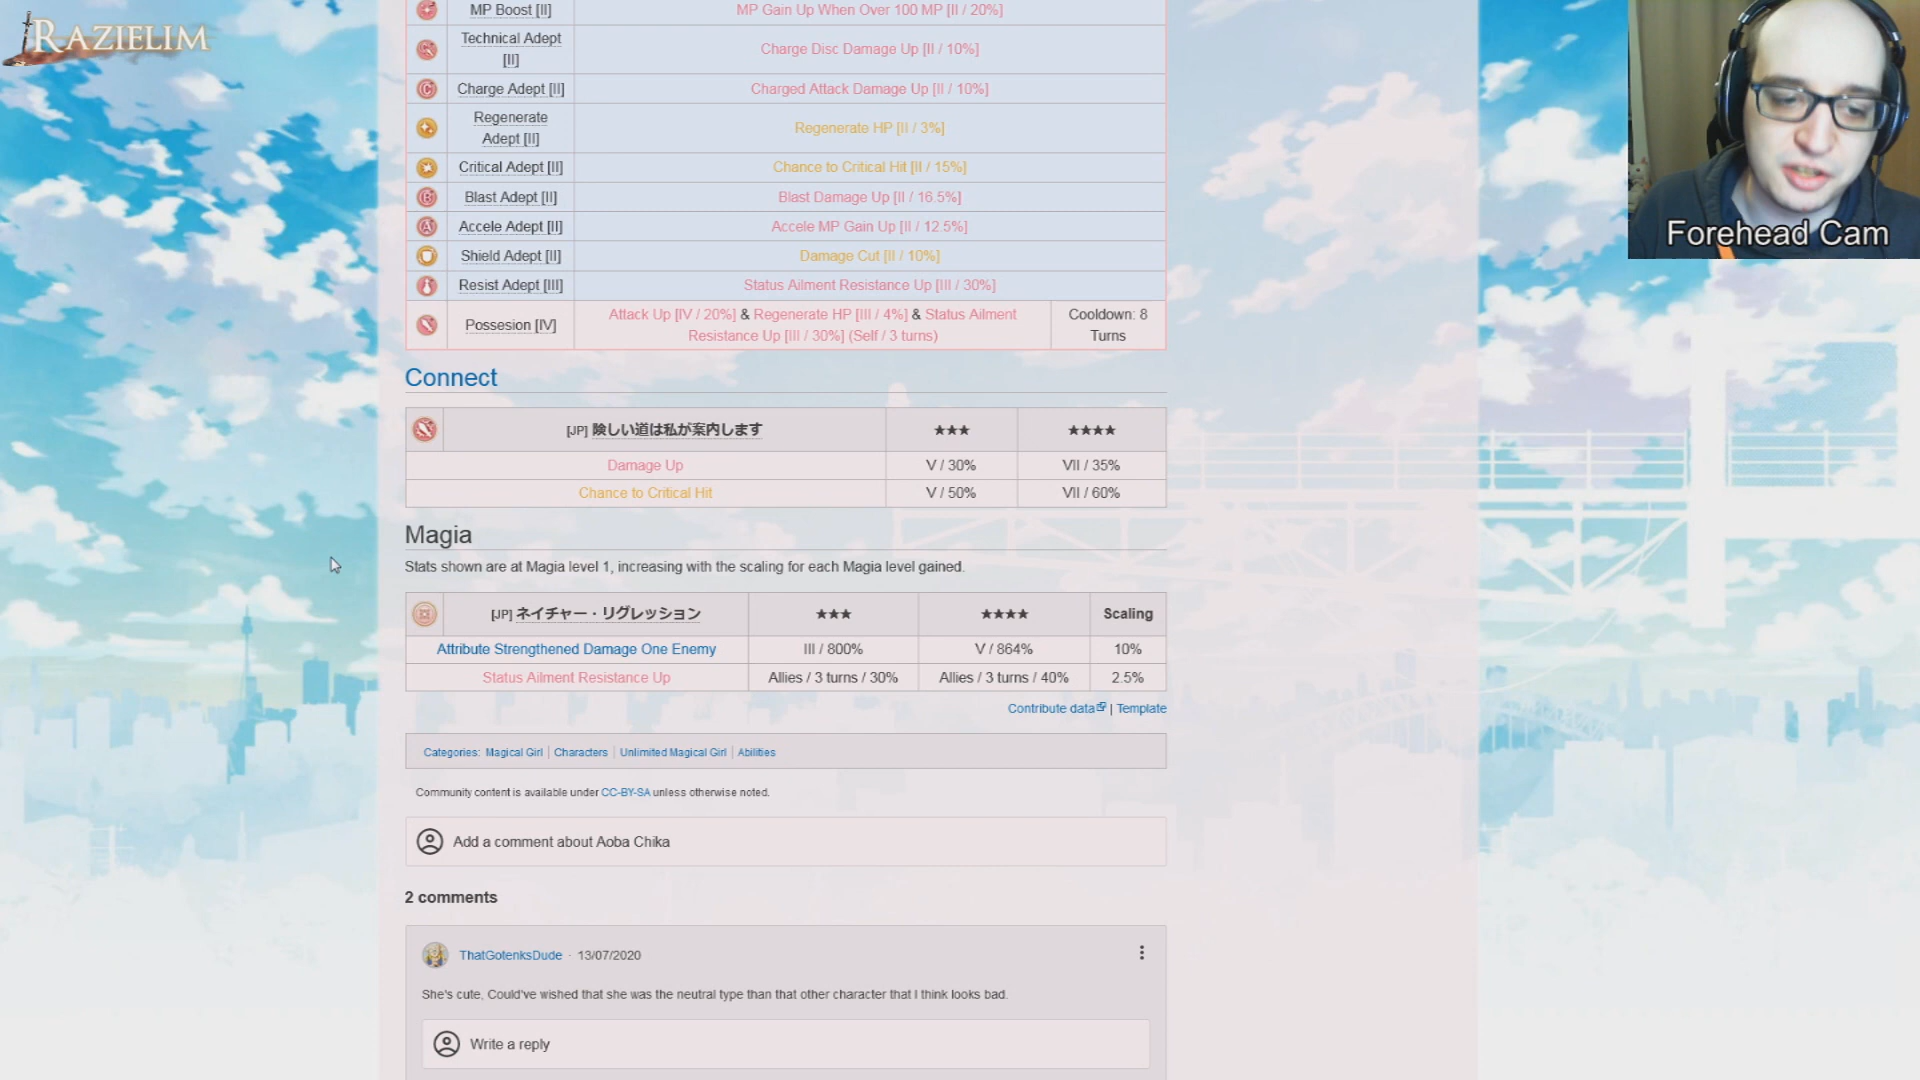 RAZIELIM
MP Boost [II]
MP Gain Up When Over 100 MP [II / 20%]
Technical Adept
[II]
Charge Disc Damage Up [II / 10%]
Charge Adept [II]
Charged Attack Damage Up [II / 10%]
Regenerate
Adept [II]
Regenerate HP [II / 3%]
Critical Adept [II]
Chance to Critical Hit [II / 15%]
Blast Adept [II]
Blast Damage Up [II / 16.5%]
Accele Adept [II]
Accele MP Gain Up [II / 12.5%]
Shield Adept [II]
Damage Cut [II / 10%]
Resist Adept [III]
Status Ailment Resistance Up [III / 30%]
Possesion [IV]
Attack Up [IV / 20%] & Regenerate HP [III / 4%] & Status Ailment
Resistance Up [III / 30%] (Self / 3 turns)
Cooldown: 8
Turns
Forehead Cam
Connect
[JP] 険しい道は私が案内します
★★★
★★★★
Damage Up
V / 30%
VII / 35%
Chance to Critical Hit
V / 50%
VII / 60%
Magia
Stats shown are at Magia level 1, increasing with the scaling for each Magia level gained.
[JP] ネイチャー・リグレッション
★★★
★★★★
Scaling
Attribute Strengthened Damage One Enemy
III / 800%
V / 864%
10%
Status Ailment Resistance Up
Allies / 3 turns / 30%
Allies / 3 turns / 40%
2.5%
Contribute data | Template
Categories: Magical Girl | Characters | Unlimited Magical Girl | Abilities
Community content is available under CC-BY-SA unless otherwise noted.
Add a comment about Aoba Chika
2 comments
ThatGotenksDude · 13/07/2020
She's cute, Could've wished that she was the neutral type than that other character that I think looks bad.
Write a reply